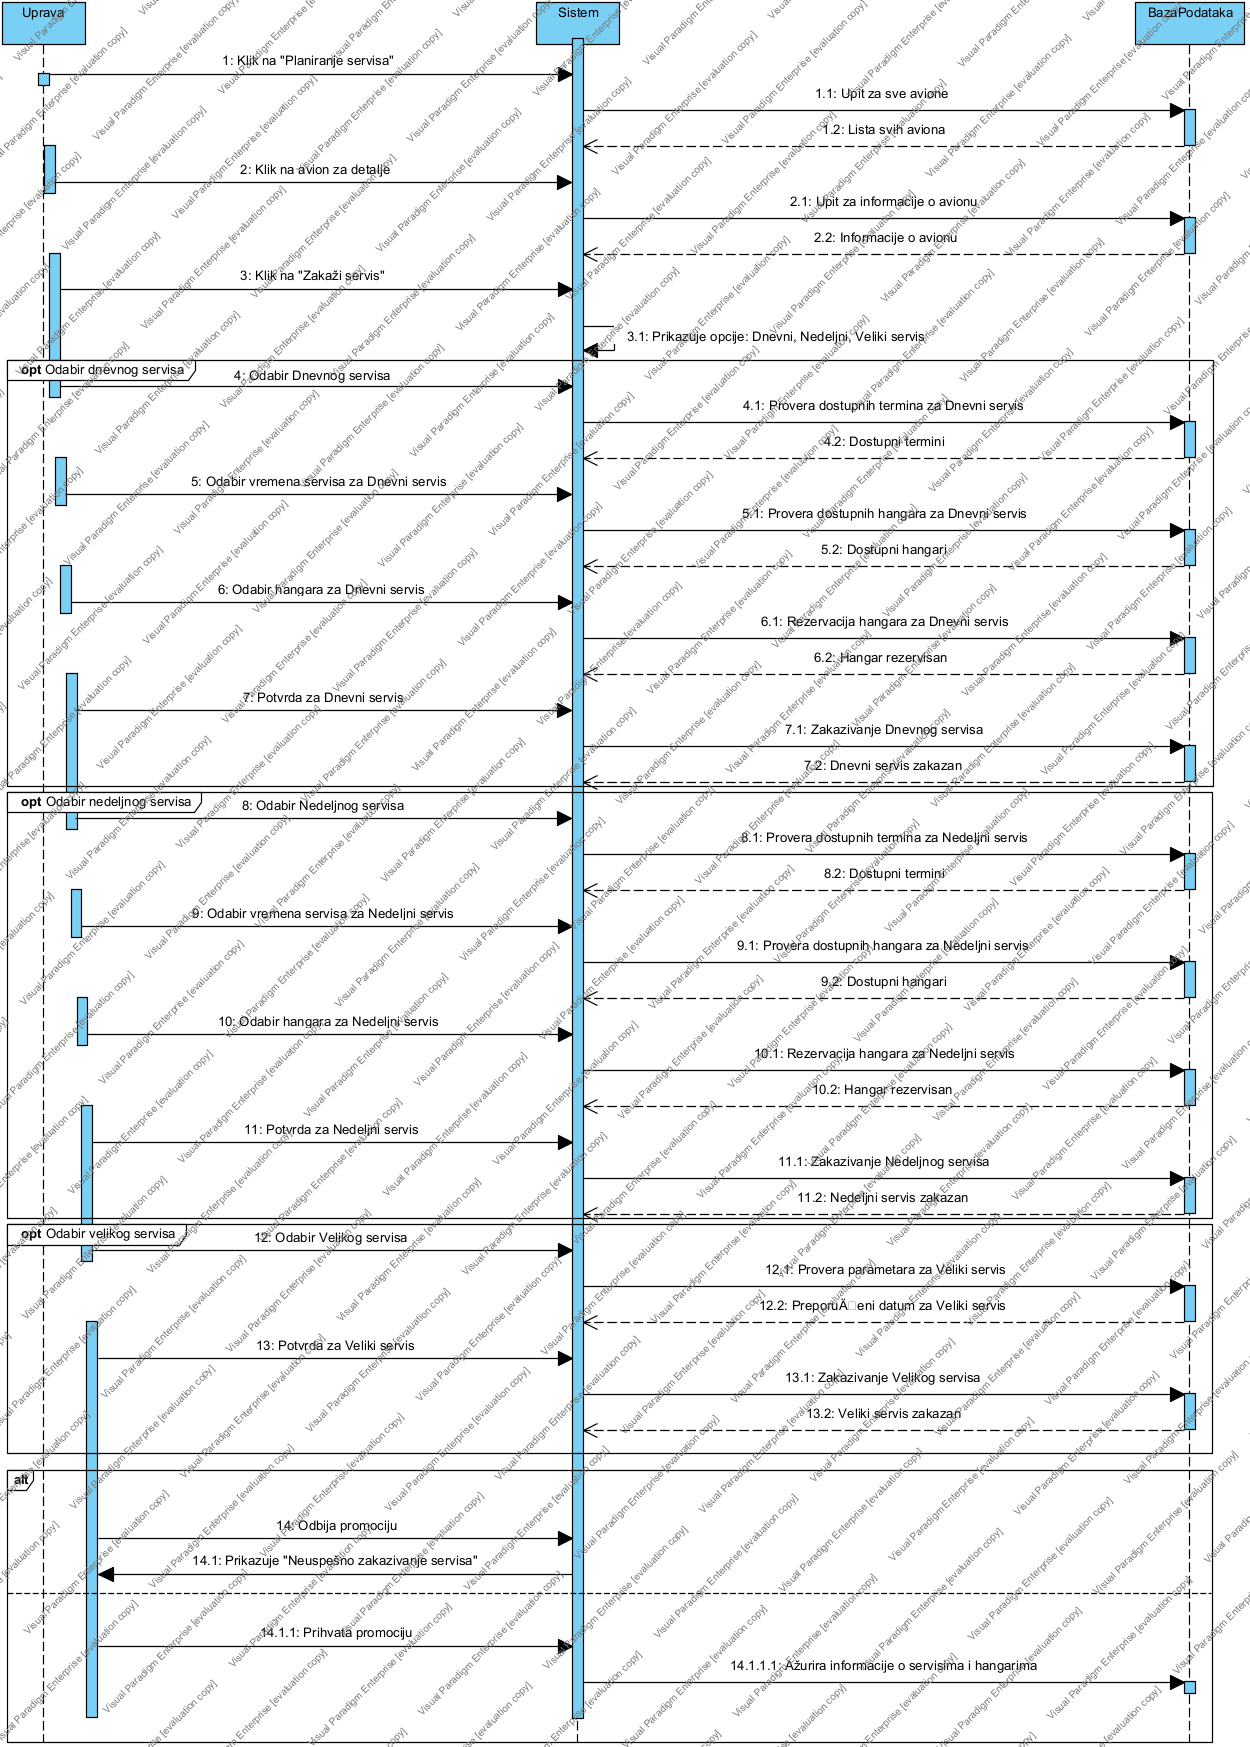 Uprava
Sistem
BazaPodataka
1: Klik na "Planiranje servisa"
1.1: Upit za sve avione
1.2: Lista svih aviona
2: Klik na avion za detalje
2.1: Upit za informacije o avionu
2.2: Informacije o avionu
3: Klik na "Zakaži servis"
3.1: Prikazuje opcije: Dnevni, Nedeljni, Veliki servis
opt Odabir dnevnog servisa
4: Odabir Dnevnog servisa
4.1: Provera dostupnih termina za Dnevni servis
4.2: Dostupni termini
5: Odabir vremena servisa za Dnevni servis
5.1: Provera dostupnih hangara za Dnevni servis
5.2: Dostupni hangari
6: Odabir hangara za Dnevni servis
6.1: Rezervacija hangara za Dnevni servis
6.2: Hangar rezervisan
7: Potvrda za Dnevni servis
7.1: Zakazivanje Dnevnog servisa
7.2: Dnevni servis zakazan
opt Odabir nedeljnog servisa
8: Odabir Nedeljnog servisa
8.1: Provera dostupnih termina za Nedeljni servis
8.2: Dostupni termini
9: Odabir vremena servisa za Nedeljni servis
9.1: Provera dostupnih hangara za Nedeljni servis
9.2: Dostupni hangari
10: Odabir hangara za Nedeljni servis
10.1: Rezervacija hangara za Nedeljni servis
10.2: Hangar rezervisan
11: Potvrda za Nedeljni servis
11.1: Zakazivanje Nedeljnog servisa
11.2: Nedeljni servis zakazan
opt Odabir velikog servisa
12: Odabir Velikog servisa
12.1: Provera parametara za Veliki servis
12.2: PreporuÄ□eni datum za Veliki servis
13: Potvrda za Veliki servis
13.1: Zakazivanje Velikog servisa
13.2: Veliki servis zakazan
alt
14: Odbija promociju
14.1: Prikazuje "Neuspešno zakazivanje servisa"
14.1.1: Prihvata promociju
14.1.1.1: Ažurira informacije o servisima i hangarima
Visual Paradigm Enterprise [evaluation copy]